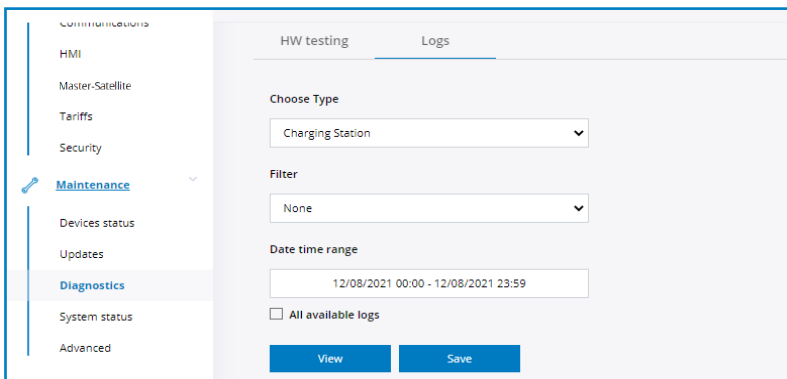 Communications
HMI
Master-Satellite
Tariffs
Security
Maintenance
Devices status
Updates
Diagnostics
System status
Advanced
HW testing
Logs
Choose Type
Charging Station
Filter
None
Date time range
12/08/2021 00:00 - 12/08/2021 23:59
All available logs
View
Save